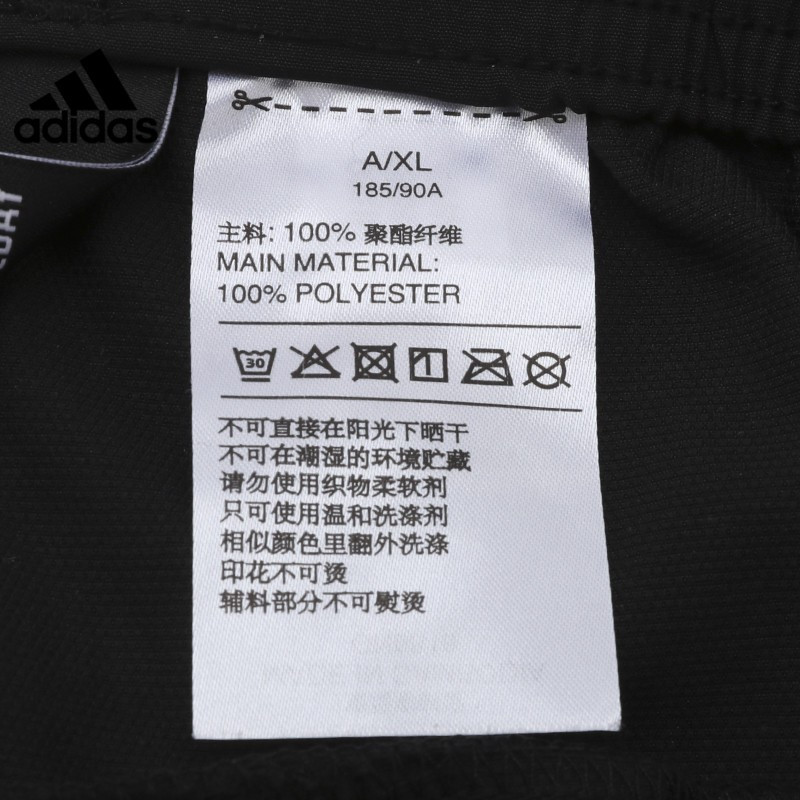 adidas
A/XL
185/90A
主料: 100% 聚酯纤维
MAIN MATERIAL:
100% POLYESTER
30
不可直接在阳光下晒干
不可在潮湿的环境贮藏
请勿使用织物柔软剂
只可使用温和洗涤剂
相似颜色里翻外洗涤
印花不可烫
辅料部分不可熨烫